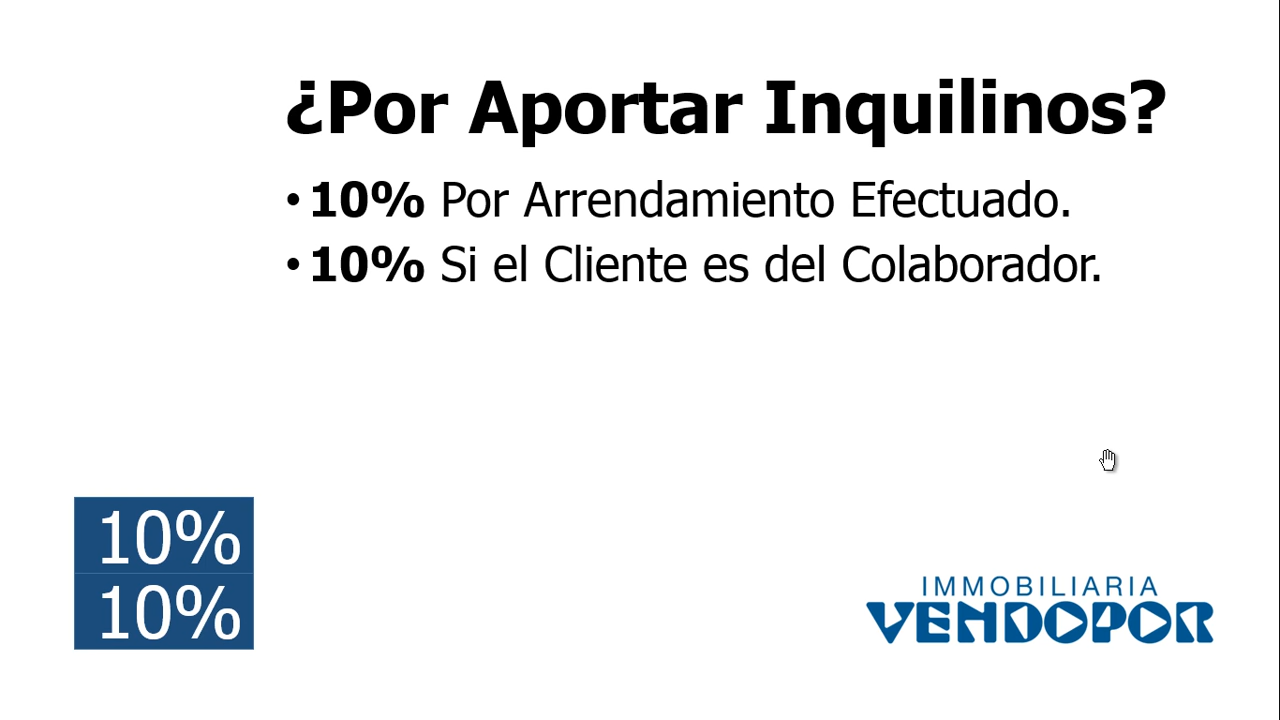 ¿Por Aportar Inquilinos?
• 10% Por Arrendamiento Efectuado.
• 10% Si el Cliente es del Colaborador.
10%
10%
IMMOBILIARIA
VENDOPOR